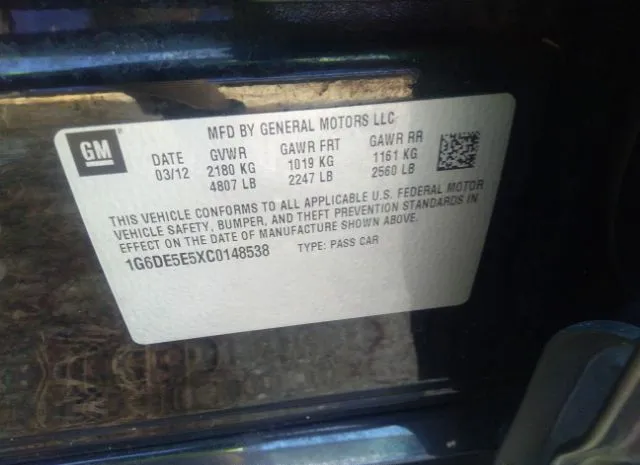 GM
MFD BY GENERAL MOTORS LLC
DATE GVWR GAWR FRT GAWR RR
03/12 2180 KG 1019 KG 1161 KG
4807 LB 2247 LB 2560 LB
THIS VEHICLE CONFORMS TO ALL APPLICABLE U.S. FEDERAL MOTOR
VEHICLE SAFETY, BUMPER, AND THEFT PREVENTION STANDARDS IN
EFFECT ON THE DATE OF MANUFACTURE SHOWN ABOVE.
1G6DE5E5XC0148538 TYPE: PASS CAR